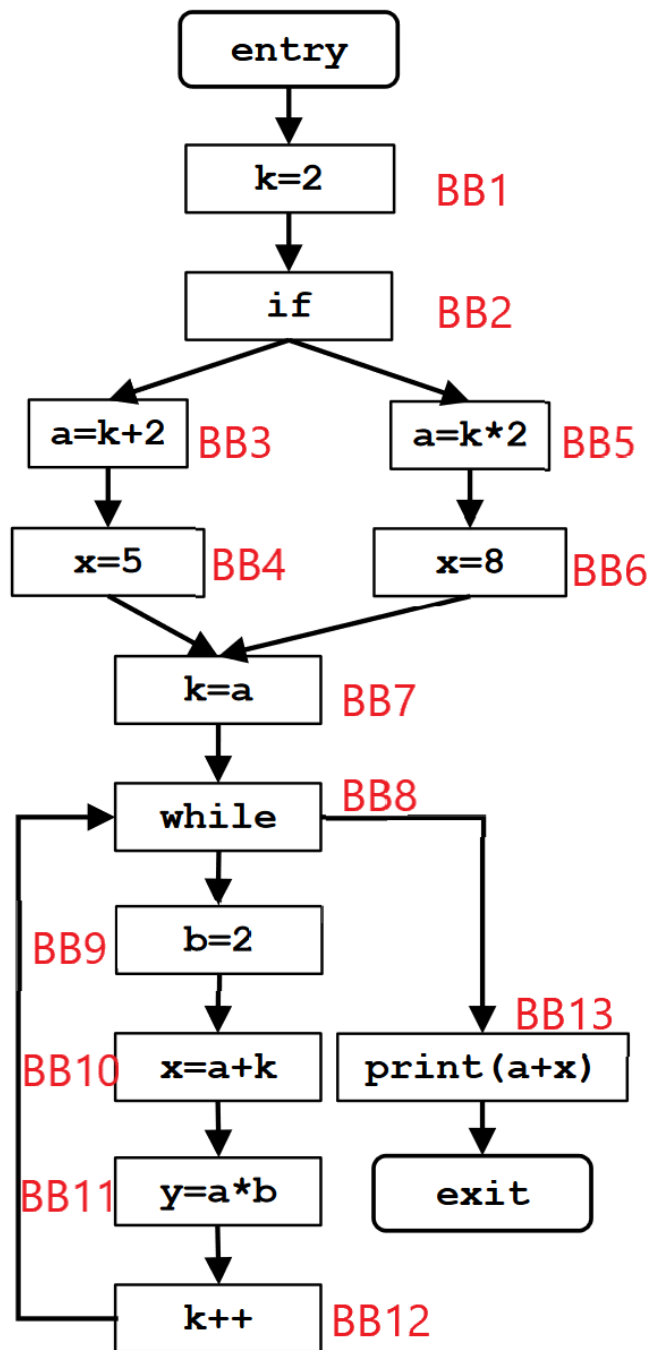 entry
k=2
BB1
if
BB2
a=k+2
BB3
a=k*2
BB5
x=5
BB4
x=8
BB6
k=a
BB7
while
BB8
b=2
BB9
BB13
x=a+k
BB10
print(a+x)
y=a*b
BB11
exit
k++
BB12